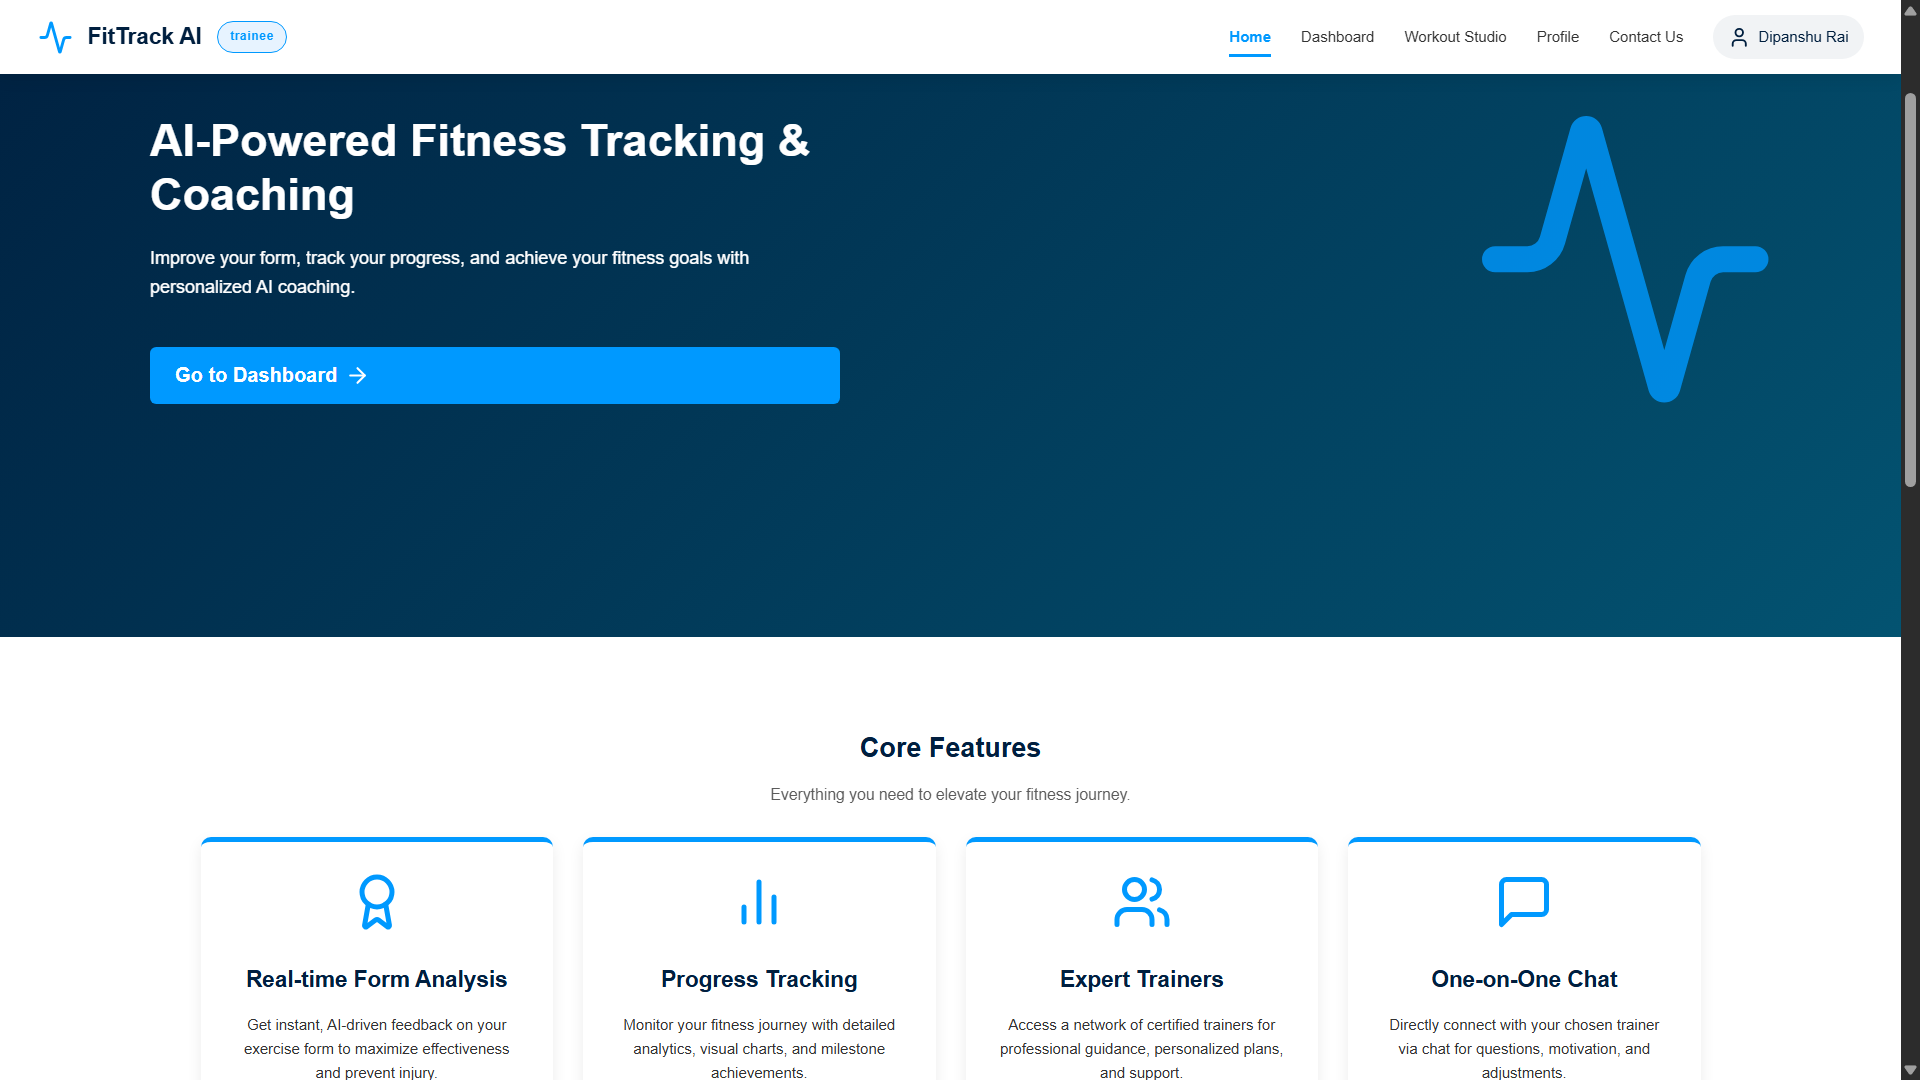 FitTrack AI
trainee
Home
Dashboard
Workout Studio
Profile
Contact Us
Dipanshu Rai
AI-Powered Fitness Tracking &
Coaching
Improve your form, track your progress, and achieve your fitness goals with
personalized AI coaching.
Go to Dashboard
Core Features
Everything you need to elevate your fitness journey.
Real-time Form Analysis
Get instant, AI-driven feedback on your
exercise form to maximize effectiveness
and prevent injury.
Progress Tracking
Monitor your fitness journey with detailed
analytics, visual charts, and milestone
achievements.
Expert Trainers
Access a network of certified trainers for
professional guidance, personalized plans,
and support.
One-on-One Chat
Directly connect with your chosen trainer
via chat for questions, motivation, and
adjustments.